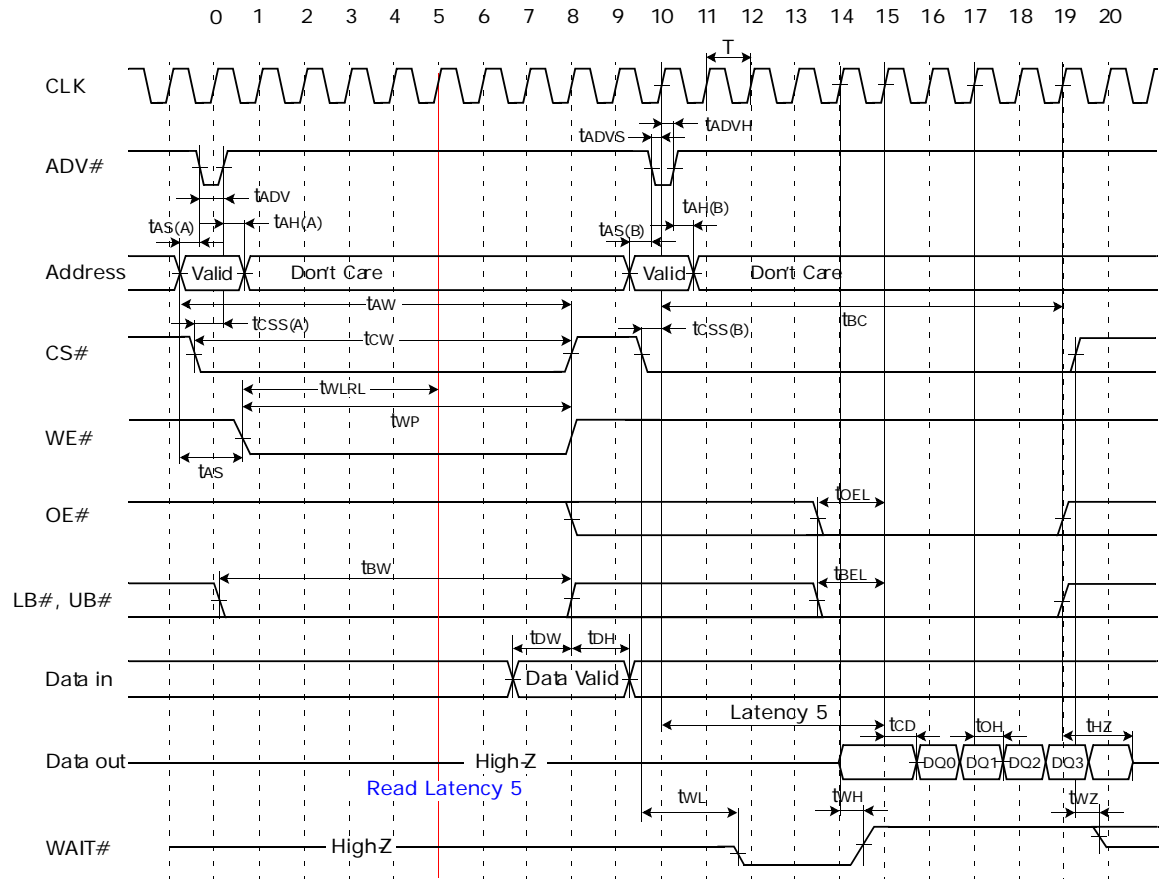 0 1 2 3 4 5 6 7 8 9 10 11 12 13 14 15 16 17 18 19 20
T
CLK
tADVH
tADVS
ADV#
tADV
tAH(B)
tAH(A)
tAS(A)
tAS(B)
Address Valid Don't Care Valid Don't Care
tAW
tBC
tCSS(A)
tCSS(B)
tCW
CS#
tWLRL
tWP
WE#
tAS
tOEL
OE#
tBW
tBEL
LB#, UB#
tDW tDH
Data in Data Valid
Latency 5
tCD tOH tHZ
Data out High-Z DQ0 DQ1 DQ2 DQ3
Read Latency 5
tWL tWH tWZ
WAIT# High-Z